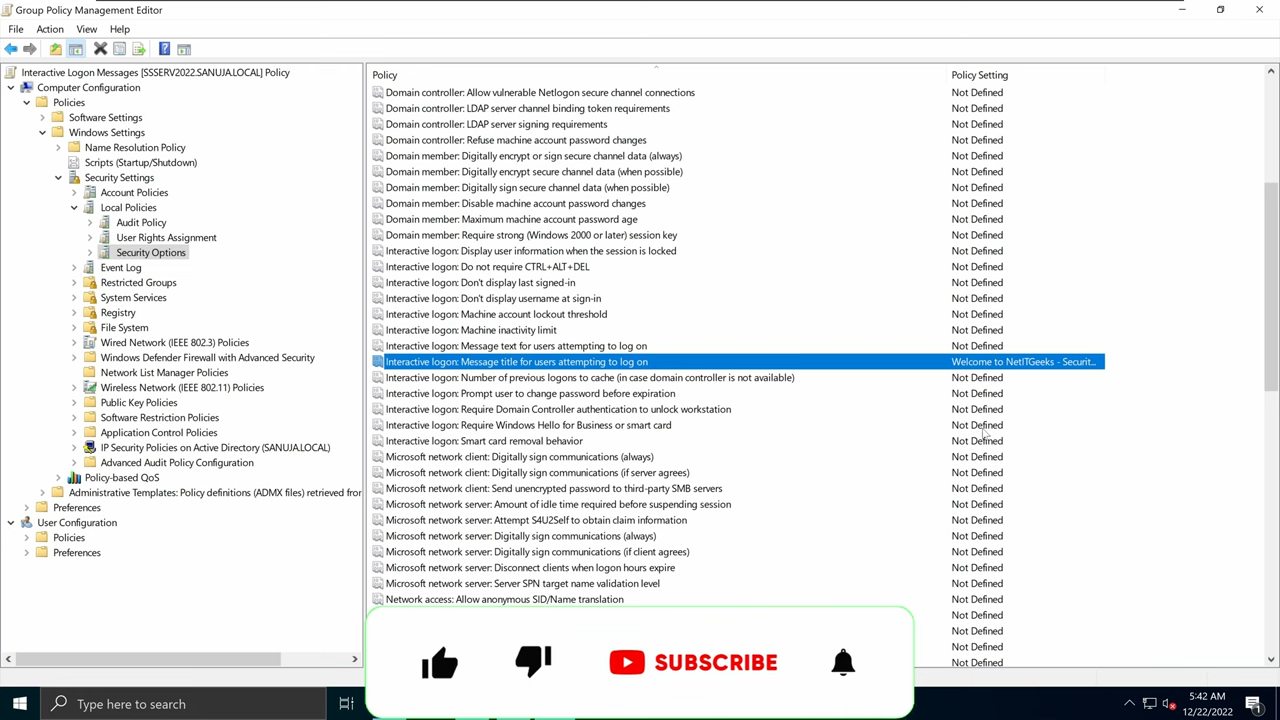 Group Policy Management Editor
File Action View Help
Interactive Logon Messages [SSSERV2022.SANUJA.LOCAL] Policy
Computer Configuration
Policies
Software Settings
Windows Settings
Name Resolution Policy
Scripts (Startup/Shutdown)
Security Settings
Account Policies
Local Policies
Audit Policy
User Rights Assignment
Security Options
Event Log
Restricted Groups
System Services
Registry
File System
Wired Network (IEEE 802.3) Policies
Windows Defender Firewall with Advanced Security
Network List Manager Policies
Wireless Network (IEEE 802.11) Policies
Public Key Policies
Software Restriction Policies
Application Control Policies
IP Security Policies on Active Directory (SANUJA.LOCAL)
Advanced Audit Policy Configuration
Policy-based QoS
Administrative Templates: Policy definitions (ADMX files) retrieved fror
Preferences
User Configuration
Policies
Preferences
Policy Policy Setting
Domain controller: Allow vulnerable Netlogon secure channel connections Not Defined
Domain controller: LDAP server channel binding token requirements Not Defined
Domain controller: LDAP server signing requirements Not Defined
Domain controller: Refuse machine account password changes Not Defined
Domain member: Digitally encrypt or sign secure channel data (always) Not Defined
Domain member: Digitally encrypt secure channel data (when possible) Not Defined
Domain member: Digitally sign secure channel data (when possible) Not Defined
Domain member: Disable machine account password changes Not Defined
Domain member: Maximum machine account password age Not Defined
Domain member: Require strong (Windows 2000 or later) session key Not Defined
Interactive logon: Display user information when the session is locked Not Defined
Interactive logon: Do not require CTRL+ALT+DEL Not Defined
Interactive logon: Don't display last signed-in Not Defined
Interactive logon: Don't display username at sign-in Not Defined
Interactive logon: Machine account lockout threshold Not Defined
Interactive logon: Machine inactivity limit Not Defined
Interactive logon: Message text for users attempting to log on Not Defined
Interactive logon: Message title for users attempting to log on Welcome to NetITGeeks - Securit...
Interactive logon: Number of previous logons to cache (in case domain controller is not available) Not Defined
Interactive logon: Prompt user to change password before expiration Not Defined
Interactive logon: Require Domain Controller authentication to unlock workstation Not Defined
Interactive logon: Require Windows Hello for Business or smart card Not Defined
Interactive logon: Smart card removal behavior Not Defined
Microsoft network client: Digitally sign communications (always) Not Defined
Microsoft network client: Digitally sign communications (if server agrees) Not Defined
Microsoft network client: Send unencrypted password to third-party SMB servers Not Defined
Microsoft network server: Amount of idle time required before suspending session Not Defined
Microsoft network server: Attempt S4U2Self to obtain claim information Not Defined
Microsoft network server: Digitally sign communications (always) Not Defined
Microsoft network server: Digitally sign communications (if client agrees) Not Defined
Microsoft network server: Disconnect clients when logon hours expire Not Defined
Microsoft network server: Server SPN target name validation level Not Defined
Network access: Allow anonymous SID/Name translation Not Defined
Not Defined
Not Defined
Not Defined
Not Defined
SUBSCRIBE
Type here to search
5:42 AM
12/22/2022
1